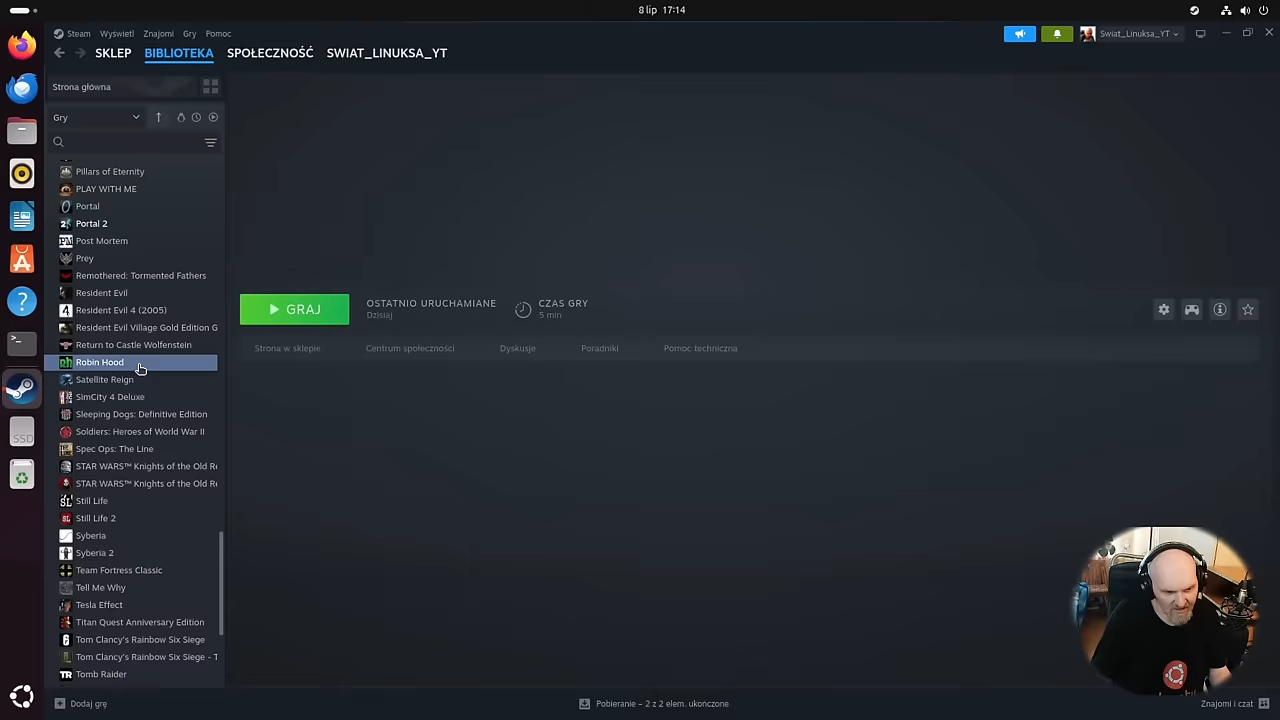 8 lip 17:14
Steam Wyświetl Znajomi Gry Pomoc
Swiat_Linuksa_YT
SKLEP BIBLIOTEKA SPOŁECZNOŚĆ SWIAT_LINUKSA_YT
Strona główna
Gry
Pillars of Eternity
PLAY WITH ME
Portal
Portal 2
Post Mortem
Prey
Remothered: Tormented Fathers
Resident Evil
Resident Evil 4 (2005)
Resident Evil Village Gold Edition G
Return to Castle Wolfenstein
Robin Hood
Satellite Reign
SimCity 4 Deluxe
Sleeping Dogs: Definitive Edition
Soldiers: Heroes of World War II
Spec Ops: The Line
STAR WARS™ Knights of the Old Re
STAR WARS™ Knights of the Old Re
Still Life
Still Life 2
Syberia
Syberia 2
Team Fortress Classic
Tell Me Why
Tesla Effect
Titan Quest Anniversary Edition
Tom Clancy's Rainbow Six Siege
Tom Clancy's Rainbow Six Siege - T
Tomb Raider
GRAJ
OSTATNIO URUCHAMIANE
Dzisiaj
CZAS GRY
5 min
Strona w sklepie Centrum społeczności Dyskusje Poradniki Pomoc techniczna
SSD
Dodaj grę
Pobieranie – 2 z 2 elem. ukończone
Znajomi i czat